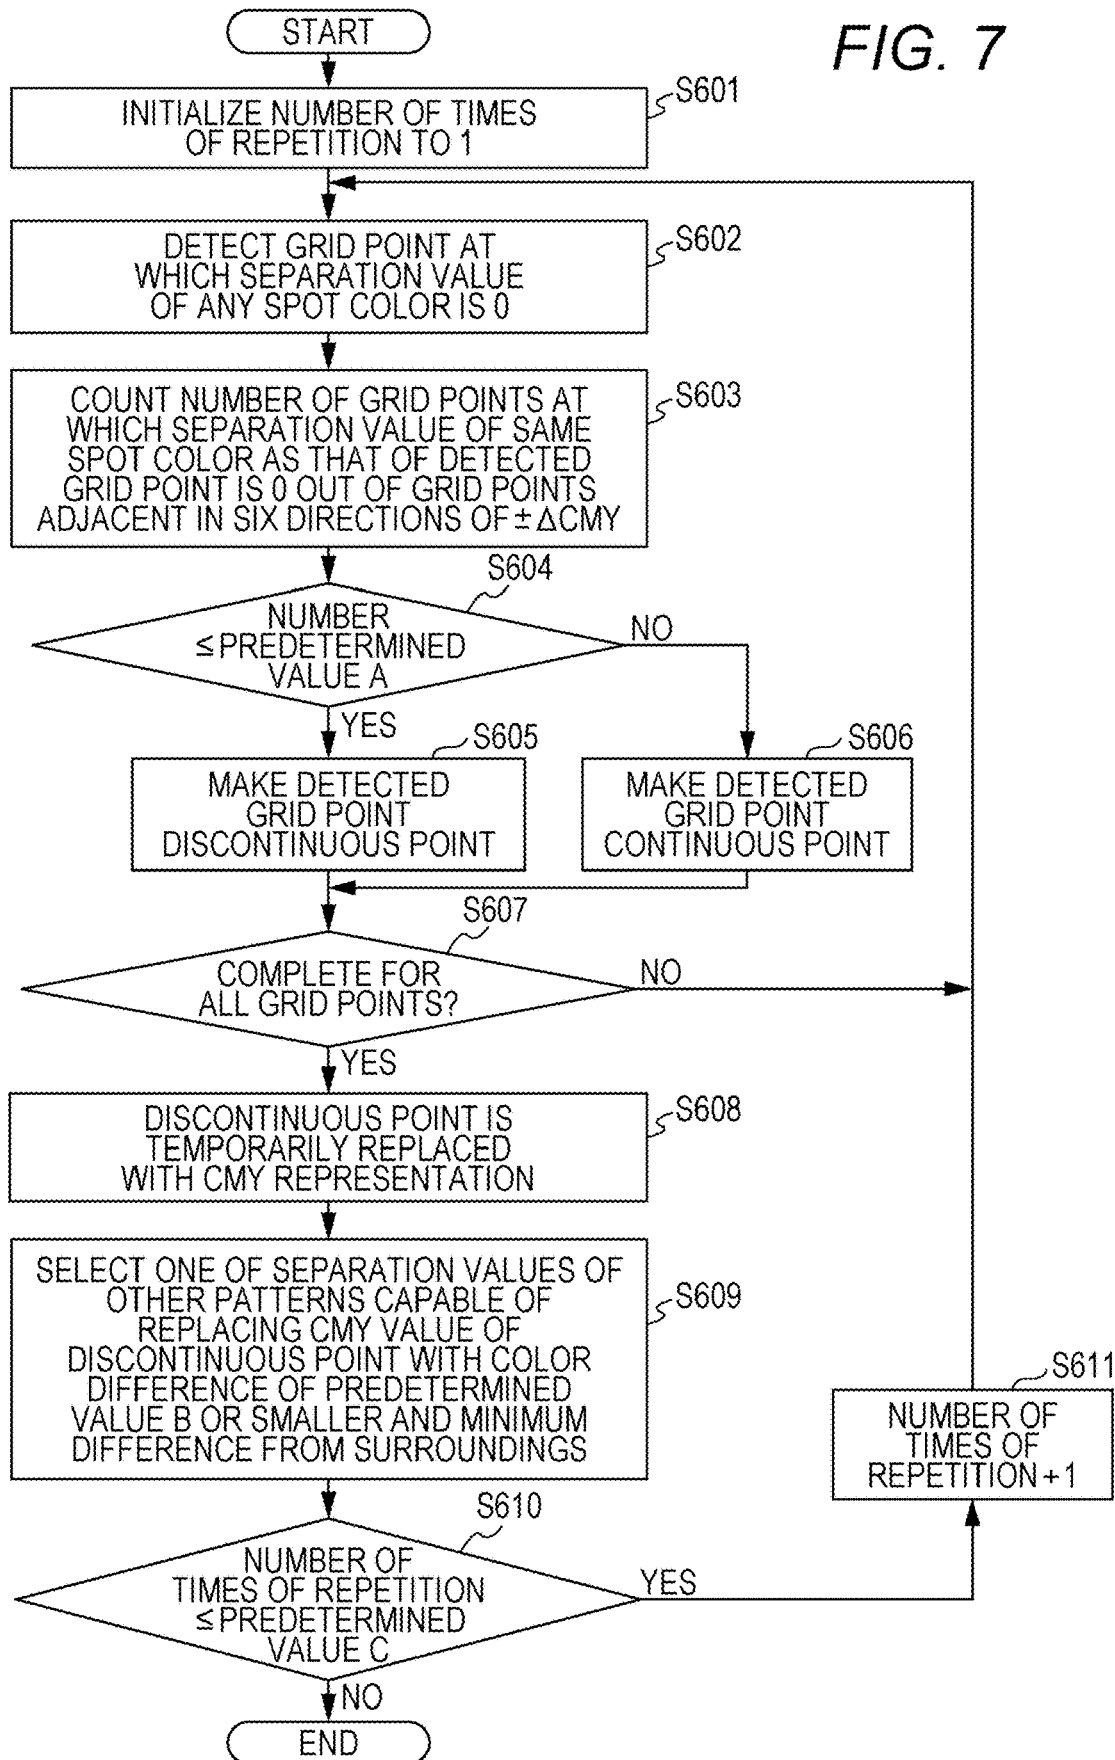 FIG. 7
START
S601
INITIALIZE NUMBER OF TIMES
OF REPETITION TO 1
S602
DETECT GRID POINT AT
WHICH SEPARATION VALUE
OF ANY SPOT COLOR IS 0
S603
COUNT NUMBER OF GRID POINTS AT
WHICH SEPARATION VALUE OF SAME
SPOT COLOR AS THAT OF DETECTED
GRID POINT IS 0 OUT OF GRID POINTS
ADJACENT IN SIX DIRECTIONS OF ± ΔCMY
S604
NUMBER
≤ PREDETERMINED
VALUE A
NO
YES
S605
MAKE DETECTED
GRID POINT
DISCONTINUOUS POINT
S606
MAKE DETECTED
GRID POINT
CONTINUOUS POINT
S607
COMPLETE FOR
ALL GRID POINTS?
NO
YES
S608
DISCONTINUOUS POINT IS
TEMPORARILY REPLACED
WITH CMY REPRESENTATION
S609
SELECT ONE OF SEPARATION VALUES OF
OTHER PATTERNS CAPABLE OF
REPLACING CMY VALUE OF
DISCONTINUOUS POINT WITH COLOR
DIFFERENCE OF PREDETERMINED
VALUE B OR SMALLER AND MINIMUM
DIFFERENCE FROM SURROUNDINGS
S610
NUMBER OF
TIMES OF REPETITION
≤ PREDETERMINED
VALUE C
YES
S611
NUMBER OF
TIMES OF
REPETITION +1
NO
END